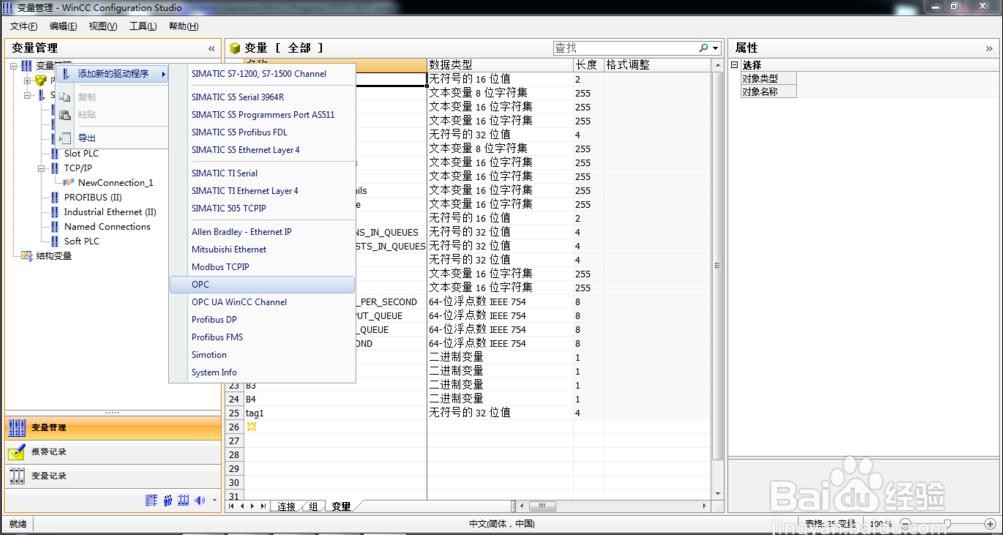 变量管理 - WinCC Configuration Studio
文件(F) 编辑(E) 视图(V) 工具(L) 帮助(H)
变量管理 «
变量 [ 全部 ]
查找
属性 »
变量管
添加新的驱动程序
复制
粘贴
导出
Slot PLC
TCP/IP
NewConnection_1
PROFIBUS (II)
Industrial Ethernet (II)
Named Connections
Soft PLC
结构变量
SIMATIC S7-1200, S7-1500 Channel
SIMATIC S5 Serial 3964R
SIMATIC S5 Programmers Port AS511
SIMATIC S5 Profibus FDL
SIMATIC S5 Ethernet Layer 4
SIMATIC TI Serial
SIMATIC TI Ethernet Layer 4
SIMATIC 505 TCPIP
Allen Bradley - Ethernet IP
Mitsubishi Ethernet
Modbus TCPIP
OPC
OPC UA WinCC Channel
Profibus DP
Profibus FMS
Simotion
System Info
名称 数据类型 长度 格式调整
无符号的 16 位值 2
文本变量 8 位字符集 255
文本变量 16 位字符集 255
文本变量 16 位字符集 255
无符号的 32 位值 4
文本变量 8 位字符集 255
s 文本变量 16 位字符集 255
文本变量 16 位字符集 255
ils 文本变量 16 位字符集 255
e 文本变量 16 位字符集 255
无符号的 16 位值 2
NS_IN_QUEUES 无符号的 32 位值 4
STS_IN_QUEUES 无符号的 32 位值 4
无符号的 32 位值 4
文本变量 16 位字符集 255
文本变量 16 位字符集 255
_PER_SECOND 64-位浮点数 IEEE 754 8
PUT_QUEUE 64-位浮点数 IEEE 754 8
_QUEUE 64-位浮点数 IEEE 754 8
OND 64-位浮点数 IEEE 754 8
二进制变量 1
二进制变量 1
23 B3 二进制变量 1
24 B4 二进制变量 1
25 tag1 无符号的 32 位值 4
26
27
28
29
30
31
选择
对象类型
对象名称
变量管理
报警记录
变量记录
连接 组 变量
就绪
中文(简体，中国)
表格: 25 变量 100 %
Baidu经验
jingyan.baidu.com